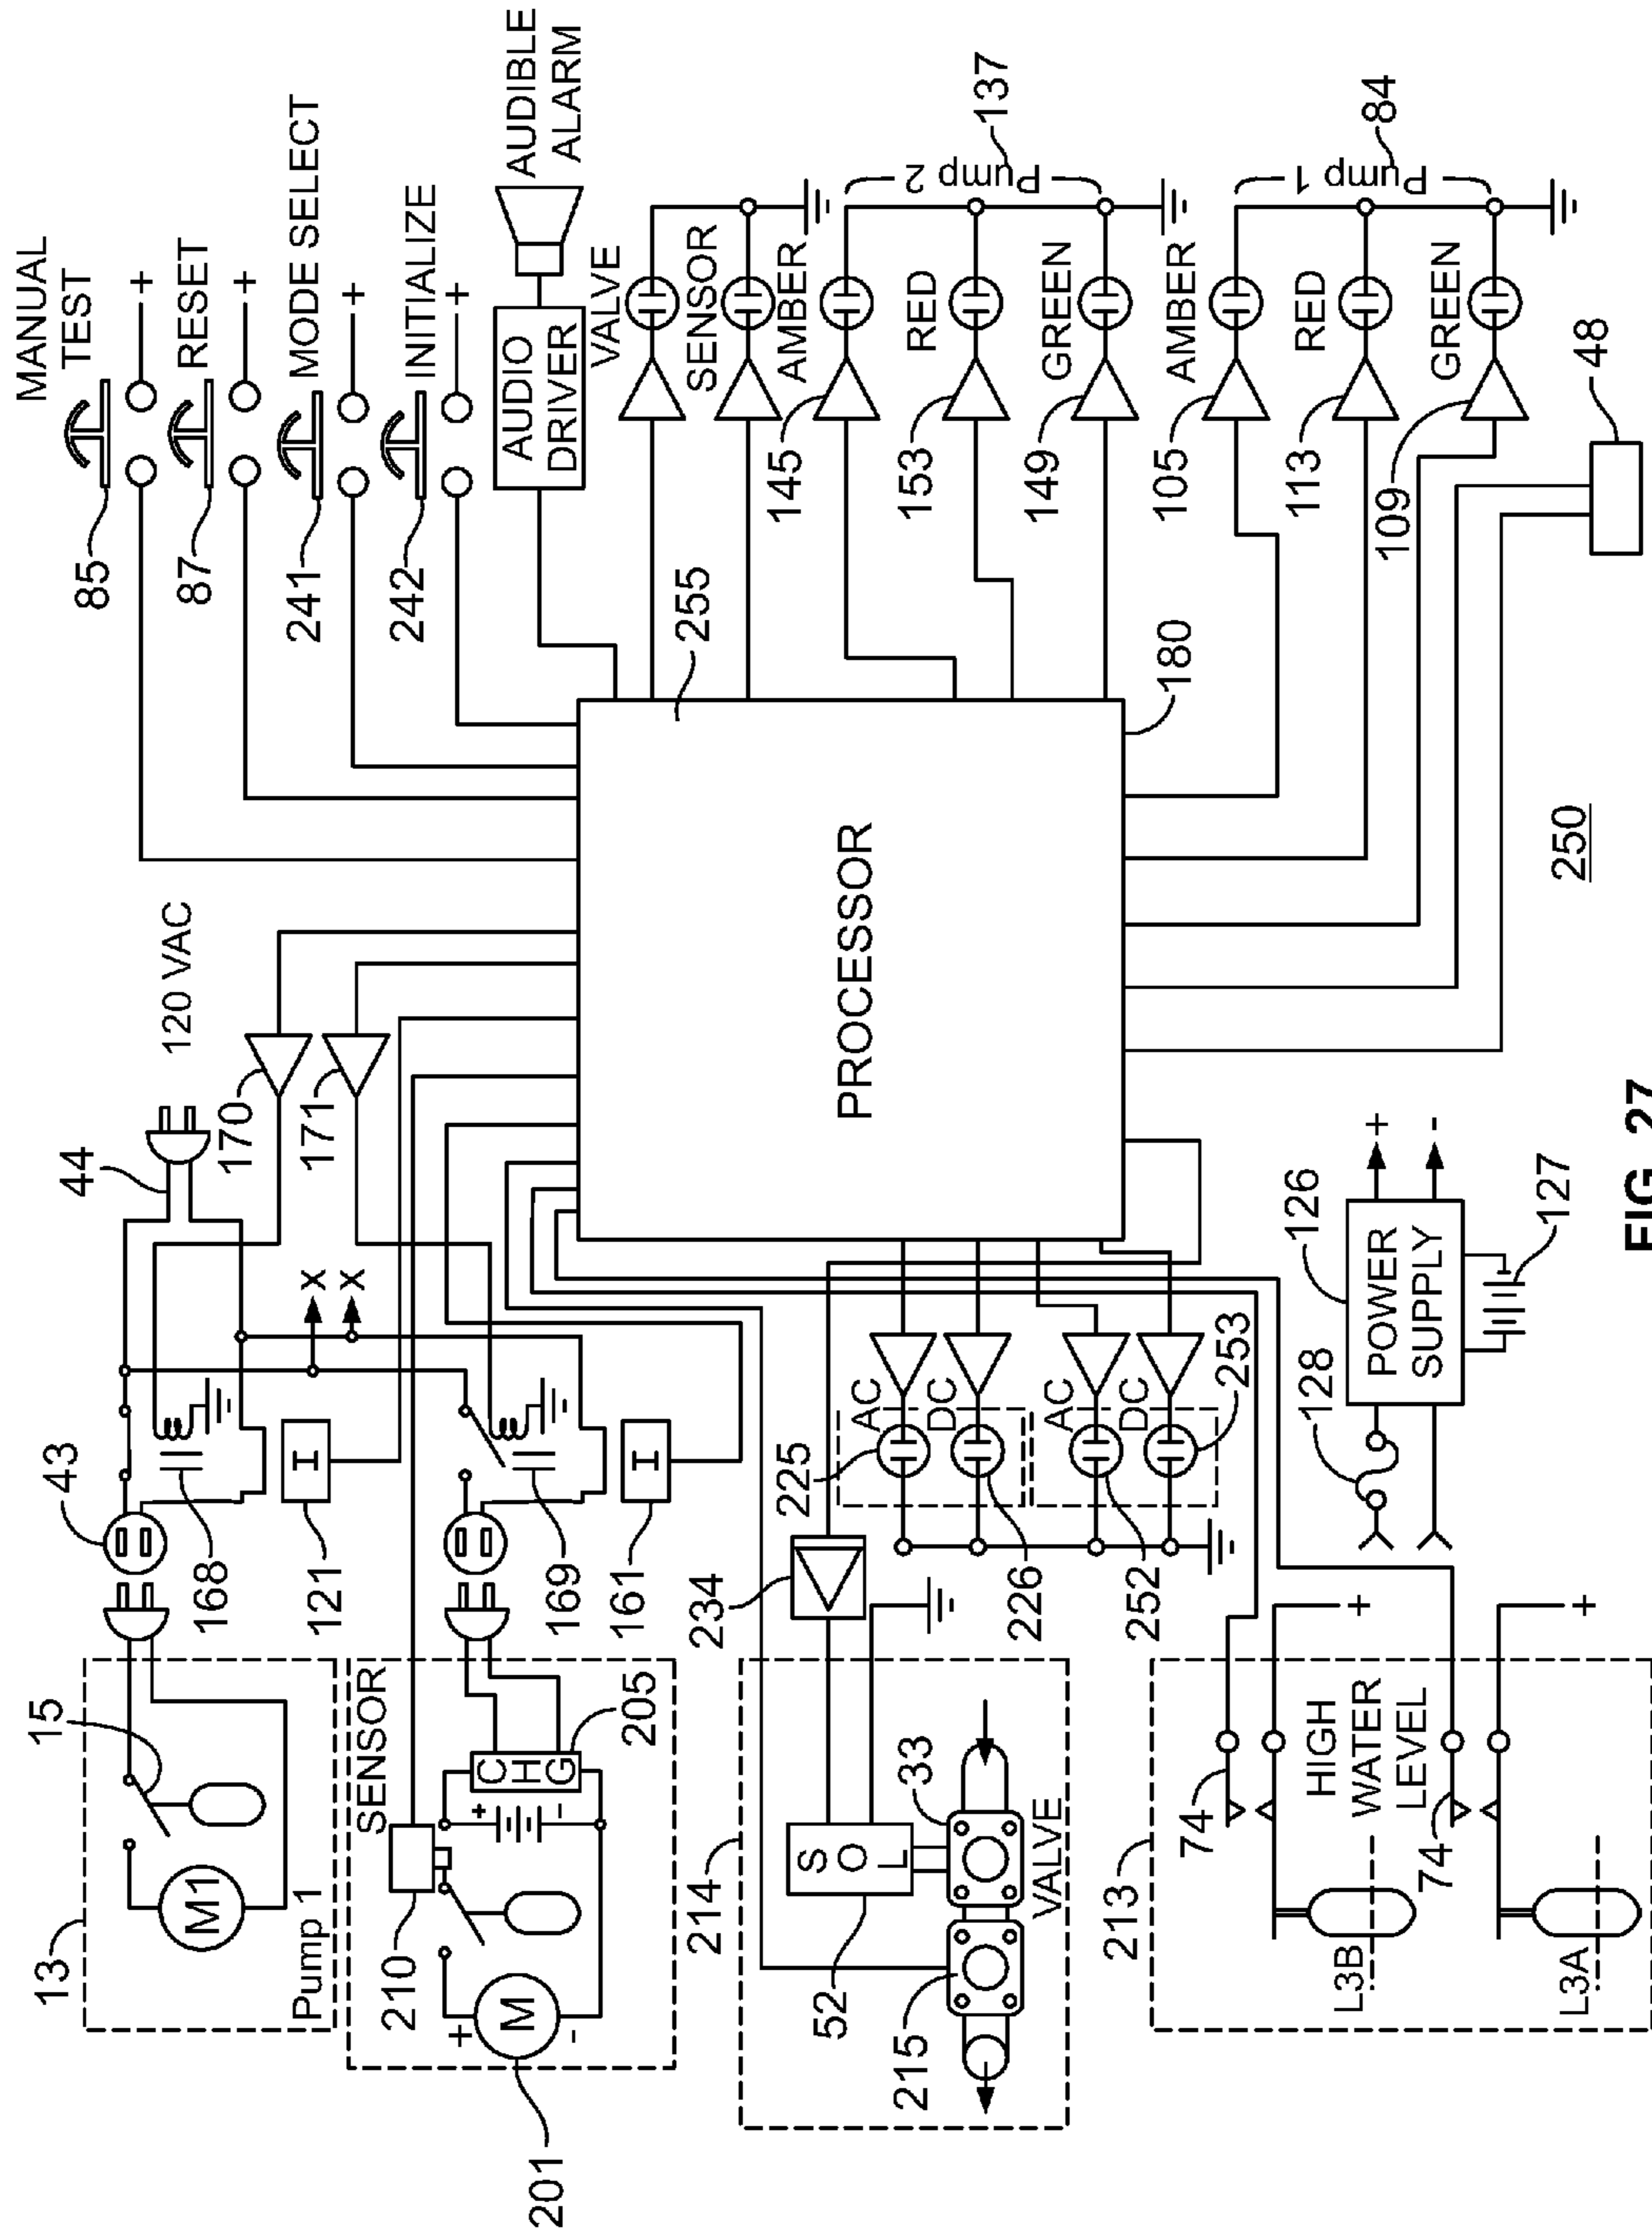 MANUAL
TEST
85
+
RESET
87
+
MODE SELECT
241
+
INITIALIZE
242
+
AUDIO
DRIVER
AUDIBLE
ALARM
VALVE
SENSOR
AMBER
145
RED
153
GREEN
149
Pump 2
137
AMBER
105
RED
113
GREEN
109
Pump 1
84
48
255
PROCESSOR
180
250
120 VAC
44
170
171
X
X
43
168
I
121
169
I
161
15
M1
13
Pump 1
SENSOR
210
C
H
G
205
+
-
+
M
-
201
234
214
S
O
L
52
33
215
VALVE
AC
225
DC
226
AC
252
DC
253
213
74
+
HIGH
WATER
LEVEL
74
+
L3B
L3A
128
126
POWER
SUPPLY
+
-
127
FIG. 27